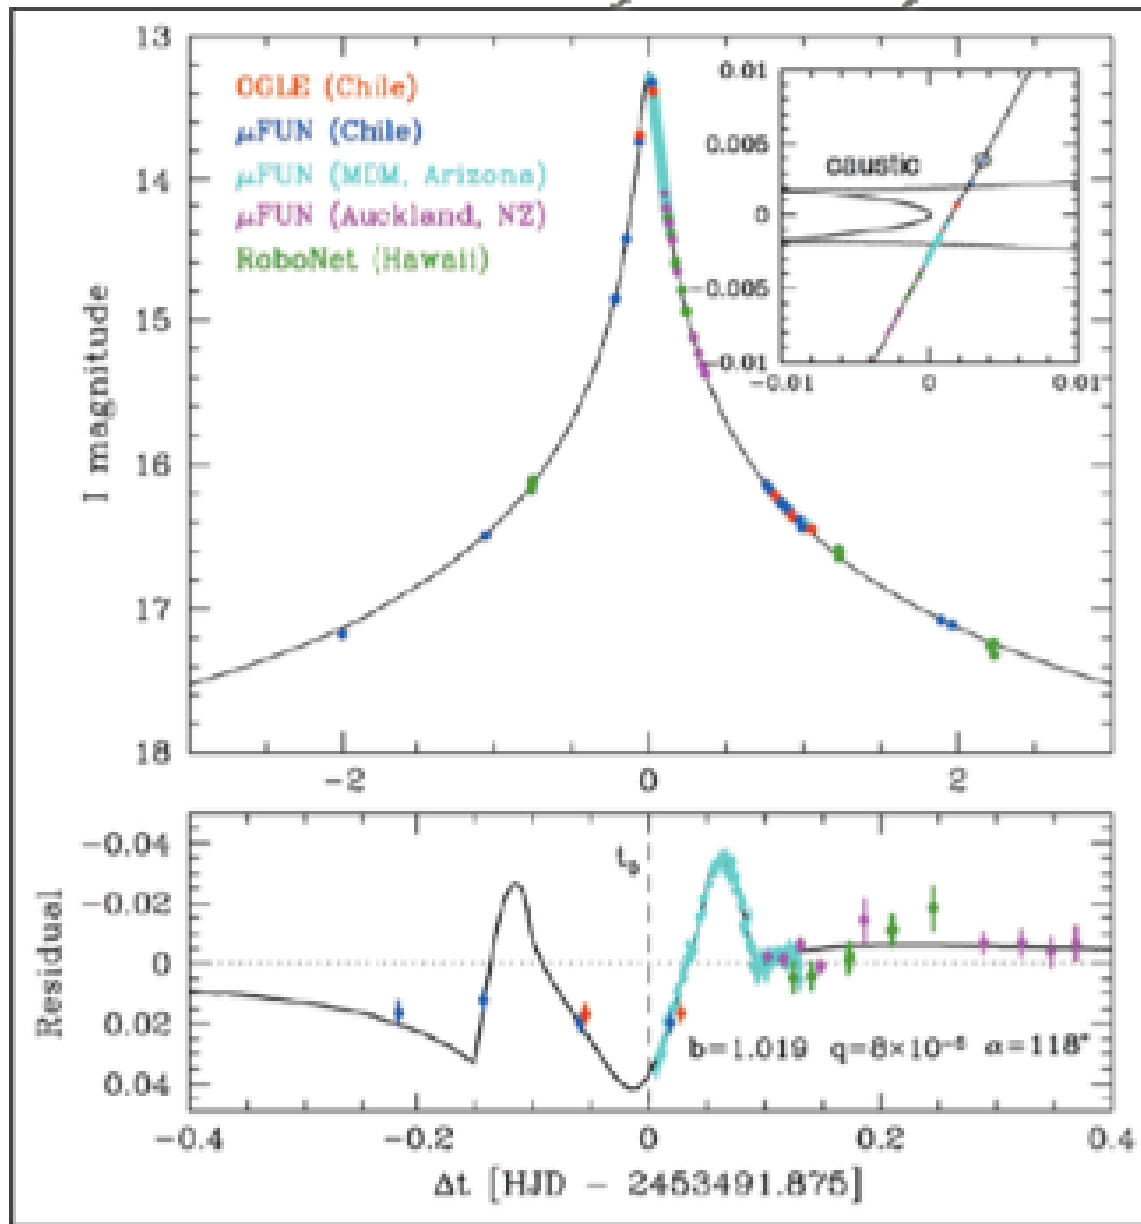 13
14
15
16
17
18
I magnitude
OGLE (Chile)
μFUN (Chile)
μFUN (MDM, Arizona)
μFUN (Auckland, NZ)
RoboNet (Hawaii)
0.01
0.005
0
-0.005
-0.01
caustic
-0.01 0 0.01
-2 0 2
-0.04
-0.02
0
0.02
0.04
Residual
t₀
b=1.019 q=8×10 α=118°
-0.4 -0.2 0 0.2 0.4
Δt [HJD - 2453491.875]